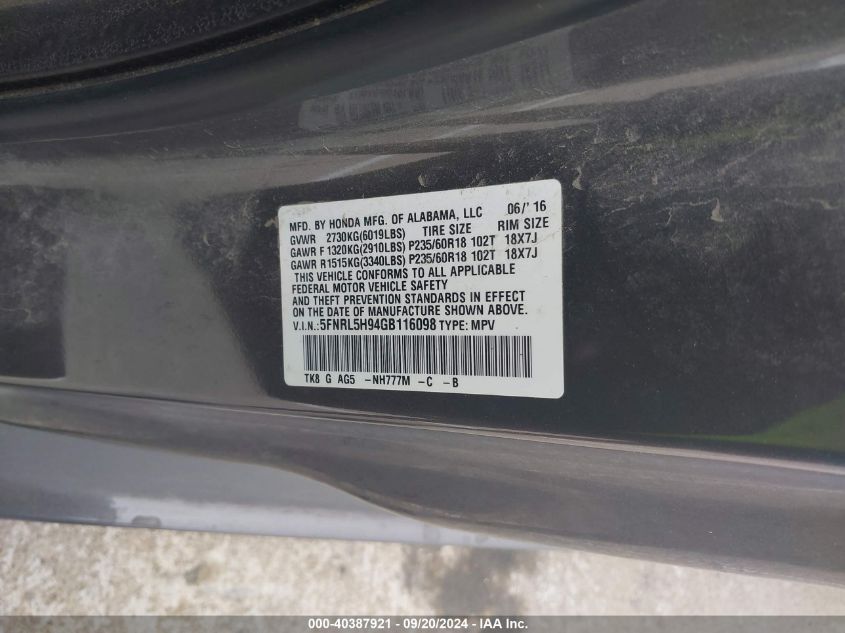 MFD. BY HONDA MFG. OF ALABAMA, LLC 06/'16
GVWR 2730KG(6019LBS) TIRE SIZE RIM SIZE
GAWR F 1320KG(2910LBS) P235/60R18 102T 18X7J
GAWR R1515KG(3340LBS) P235/60R18 102T 18X7J
THIS VEHICLE CONFORMS TO ALL APPLICABLE
FEDERAL MOTOR VEHICLE SAFETY
AND THEFT PREVENTION STANDARDS IN EFFECT
ON THE DATE OF MANUFACTURE SHOWN ABOVE.
V.I.N.:5FNRL5H94GB116098 TYPE: MPV
TK8 G AG5 -NH777M -C -B
000-40387921 - 09/20/2024 - IAA Inc.